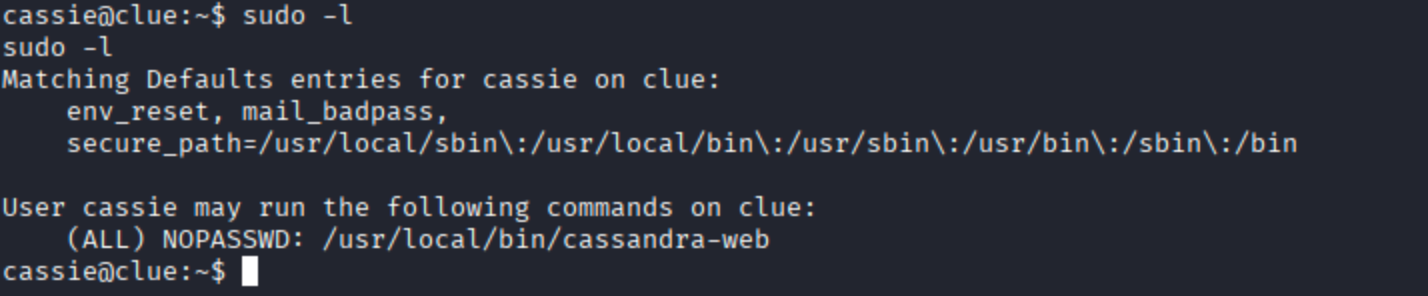 cassie@clue:~$ sudo -l
sudo -l
Matching Defaults entries for cassie on clue:
    env_reset, mail_badpass,
    secure_path=/usr/local/sbin\:/usr/local/bin\:/usr/sbin\:/usr/bin\:/sbin\:/bin

User cassie may run the following commands on clue:
    (ALL) NOPASSWD: /usr/local/bin/cassandra-web
cassie@clue:~$